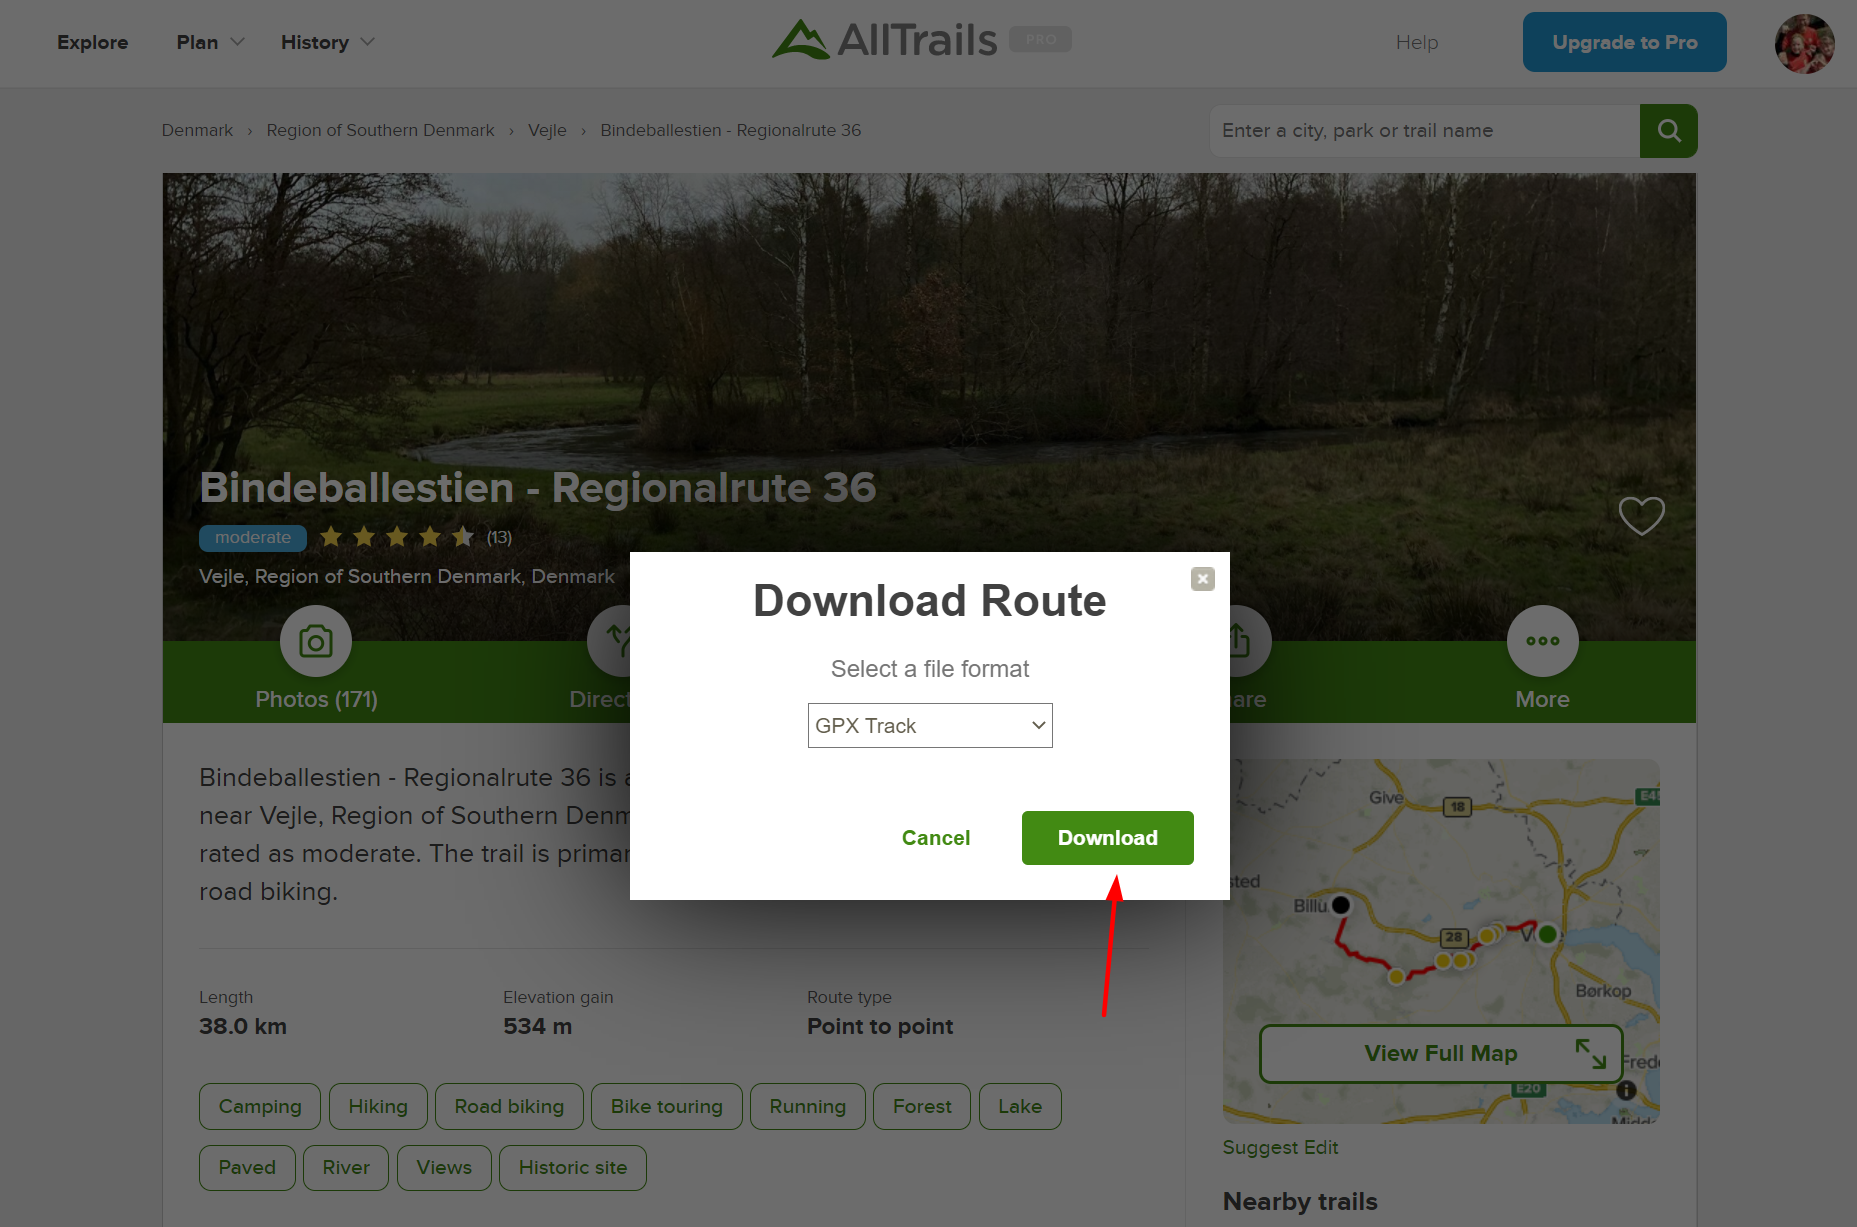 Explore
Plan
History
AllTrails
PRO
Help
Upgrade to Pro
Denmark › Region of Southern Denmark › Vejle › Bindeballestien - Regionalrute 36
Enter a city, park or trail name
Bindeballestien - Regionalrute 36
moderate
(13)
Vejle, Region of Southern Denmark, Denmark
Photos (171)
Direct
are
More
Download Route
Select a file format
GPX Track
Cancel
Download
Bindeballestien - Regionalrute 36 is a
near Vejle, Region of Southern Denm
rated as moderate. The trail is primar
road biking.
Length
38.0 km
Elevation gain
534 m
Route type
Point to point
Camping
Hiking
Road biking
Bike touring
Running
Forest
Lake
Paved
River
Views
Historic site
Give
18
E45
sted
Billu
28
V
Børkop
View Full Map
Fred
E20
Midd
Suggest Edit
Nearby trails